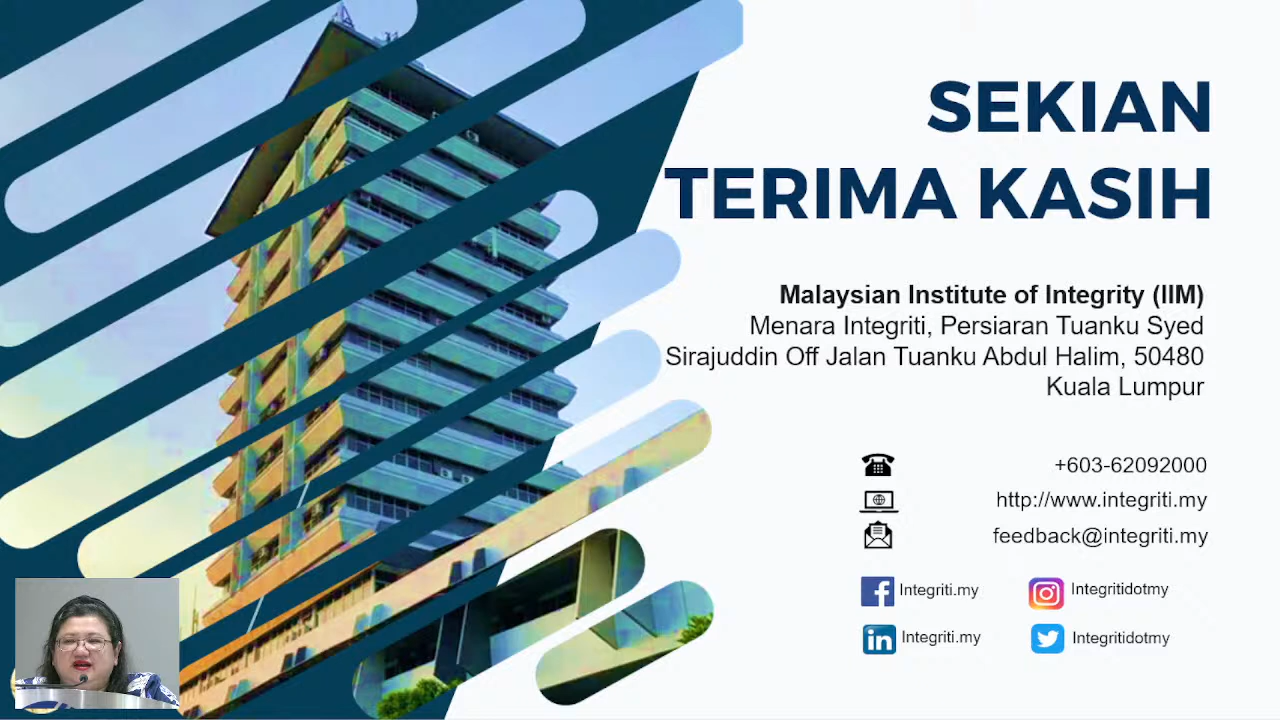 SEKIAN
TERIMA KASIH
Malaysian Institute of Integrity (IIM)
Menara Integriti, Persiaran Tuanku Syed
Sirajuddin Off Jalan Tuanku Abdul Halim, 50480
Kuala Lumpur
+603-62092000
http://www.integriti.my
feedback@integriti.my
Integriti.my
Integritidotmy
Integriti.my
Integritidotmy